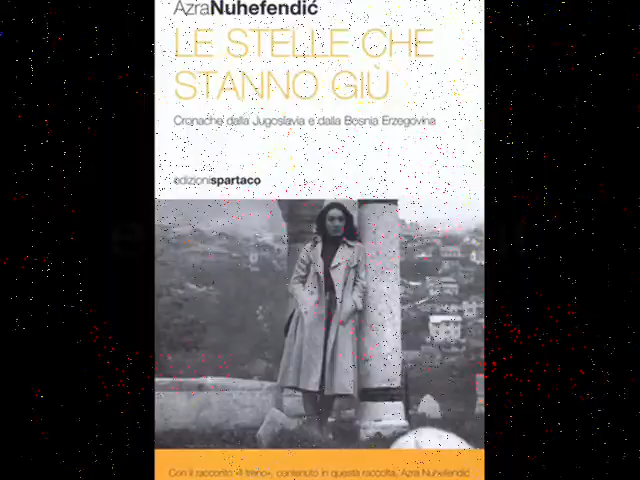 AzraNuhefendić
LE STELLE CHE
STANNO GIÙ
Cronache dalla Jugoslavia e dalla Bosnia Erzegovina
edizionispartaco
Con il racconto «Il treno», contenuto in questa raccolta, Azra Nuhefendić